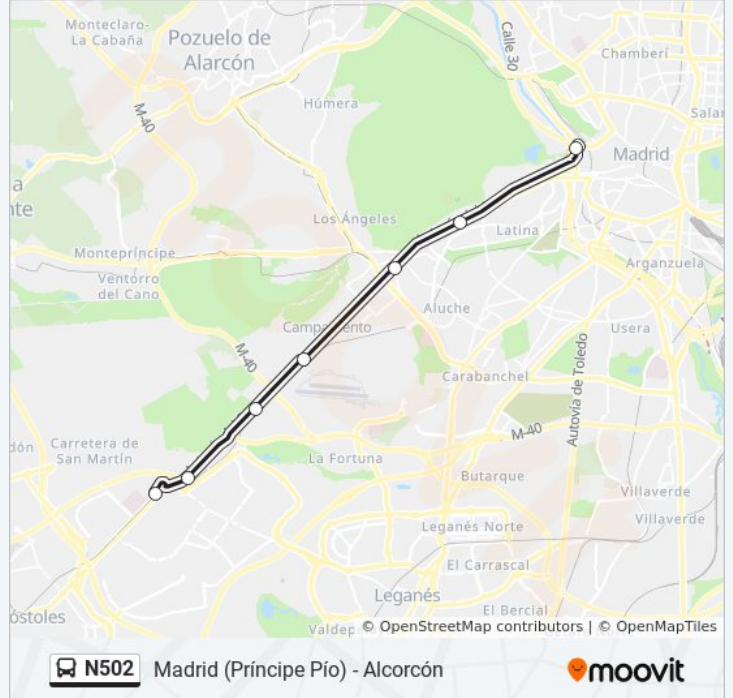 Monteclaro-
La Cabaña
Pozuelo de
Alarcón
Calle 30
Chamberí
M-40
Húmera
Salar
Madrid
a
nte
Los Ángeles
Latina
Montepríncipe
Arganzuela
Ventorro
del Cano
Aluche
Usera
Campamento
M-40
Carabanchel
Autovía de Toledo
M-40
dón
Carretera de
San Martín
La Fortuna
Butarque
Villaverde
Villaverde
Leganés Norte
El Carrascal
Leganés
El Bercial
óstoles
Valdep
© OpenStreetMap contributors | © OpenMapTiles
N502 Madrid (Príncipe Pío) - Alcorcón
moovit